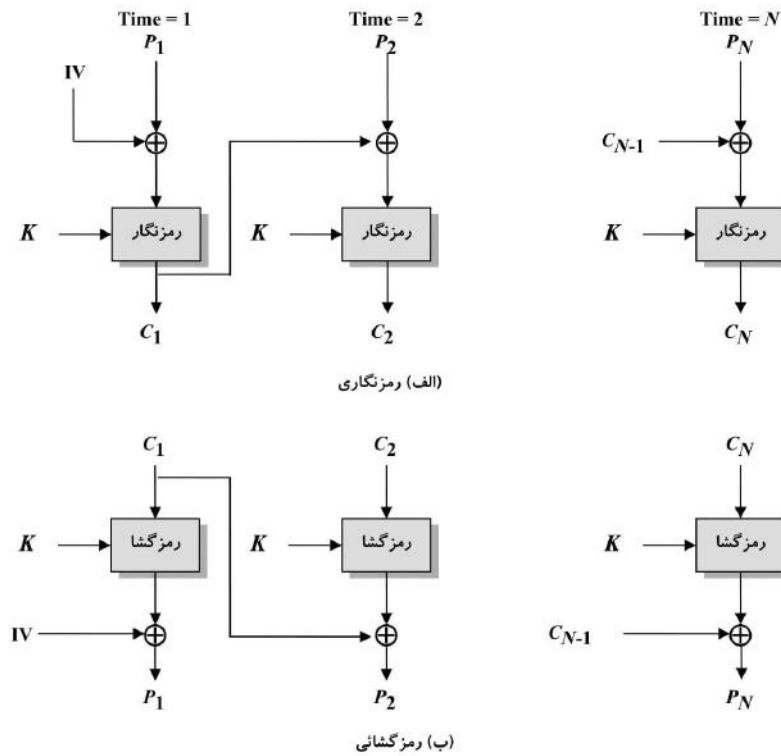 Time = 1 Time = 2 Time = N
P1 P2 PN
IV
CN-1
K رمزنگار K رمزنگار K رمزنگار
C1 C2 CN
(الف) رمزنگاری
C1 C2 CN
K رمزگشا K رمزگشا K رمزگشا
IV CN-1
P1 P2 PN
(ب) رمزگشائی